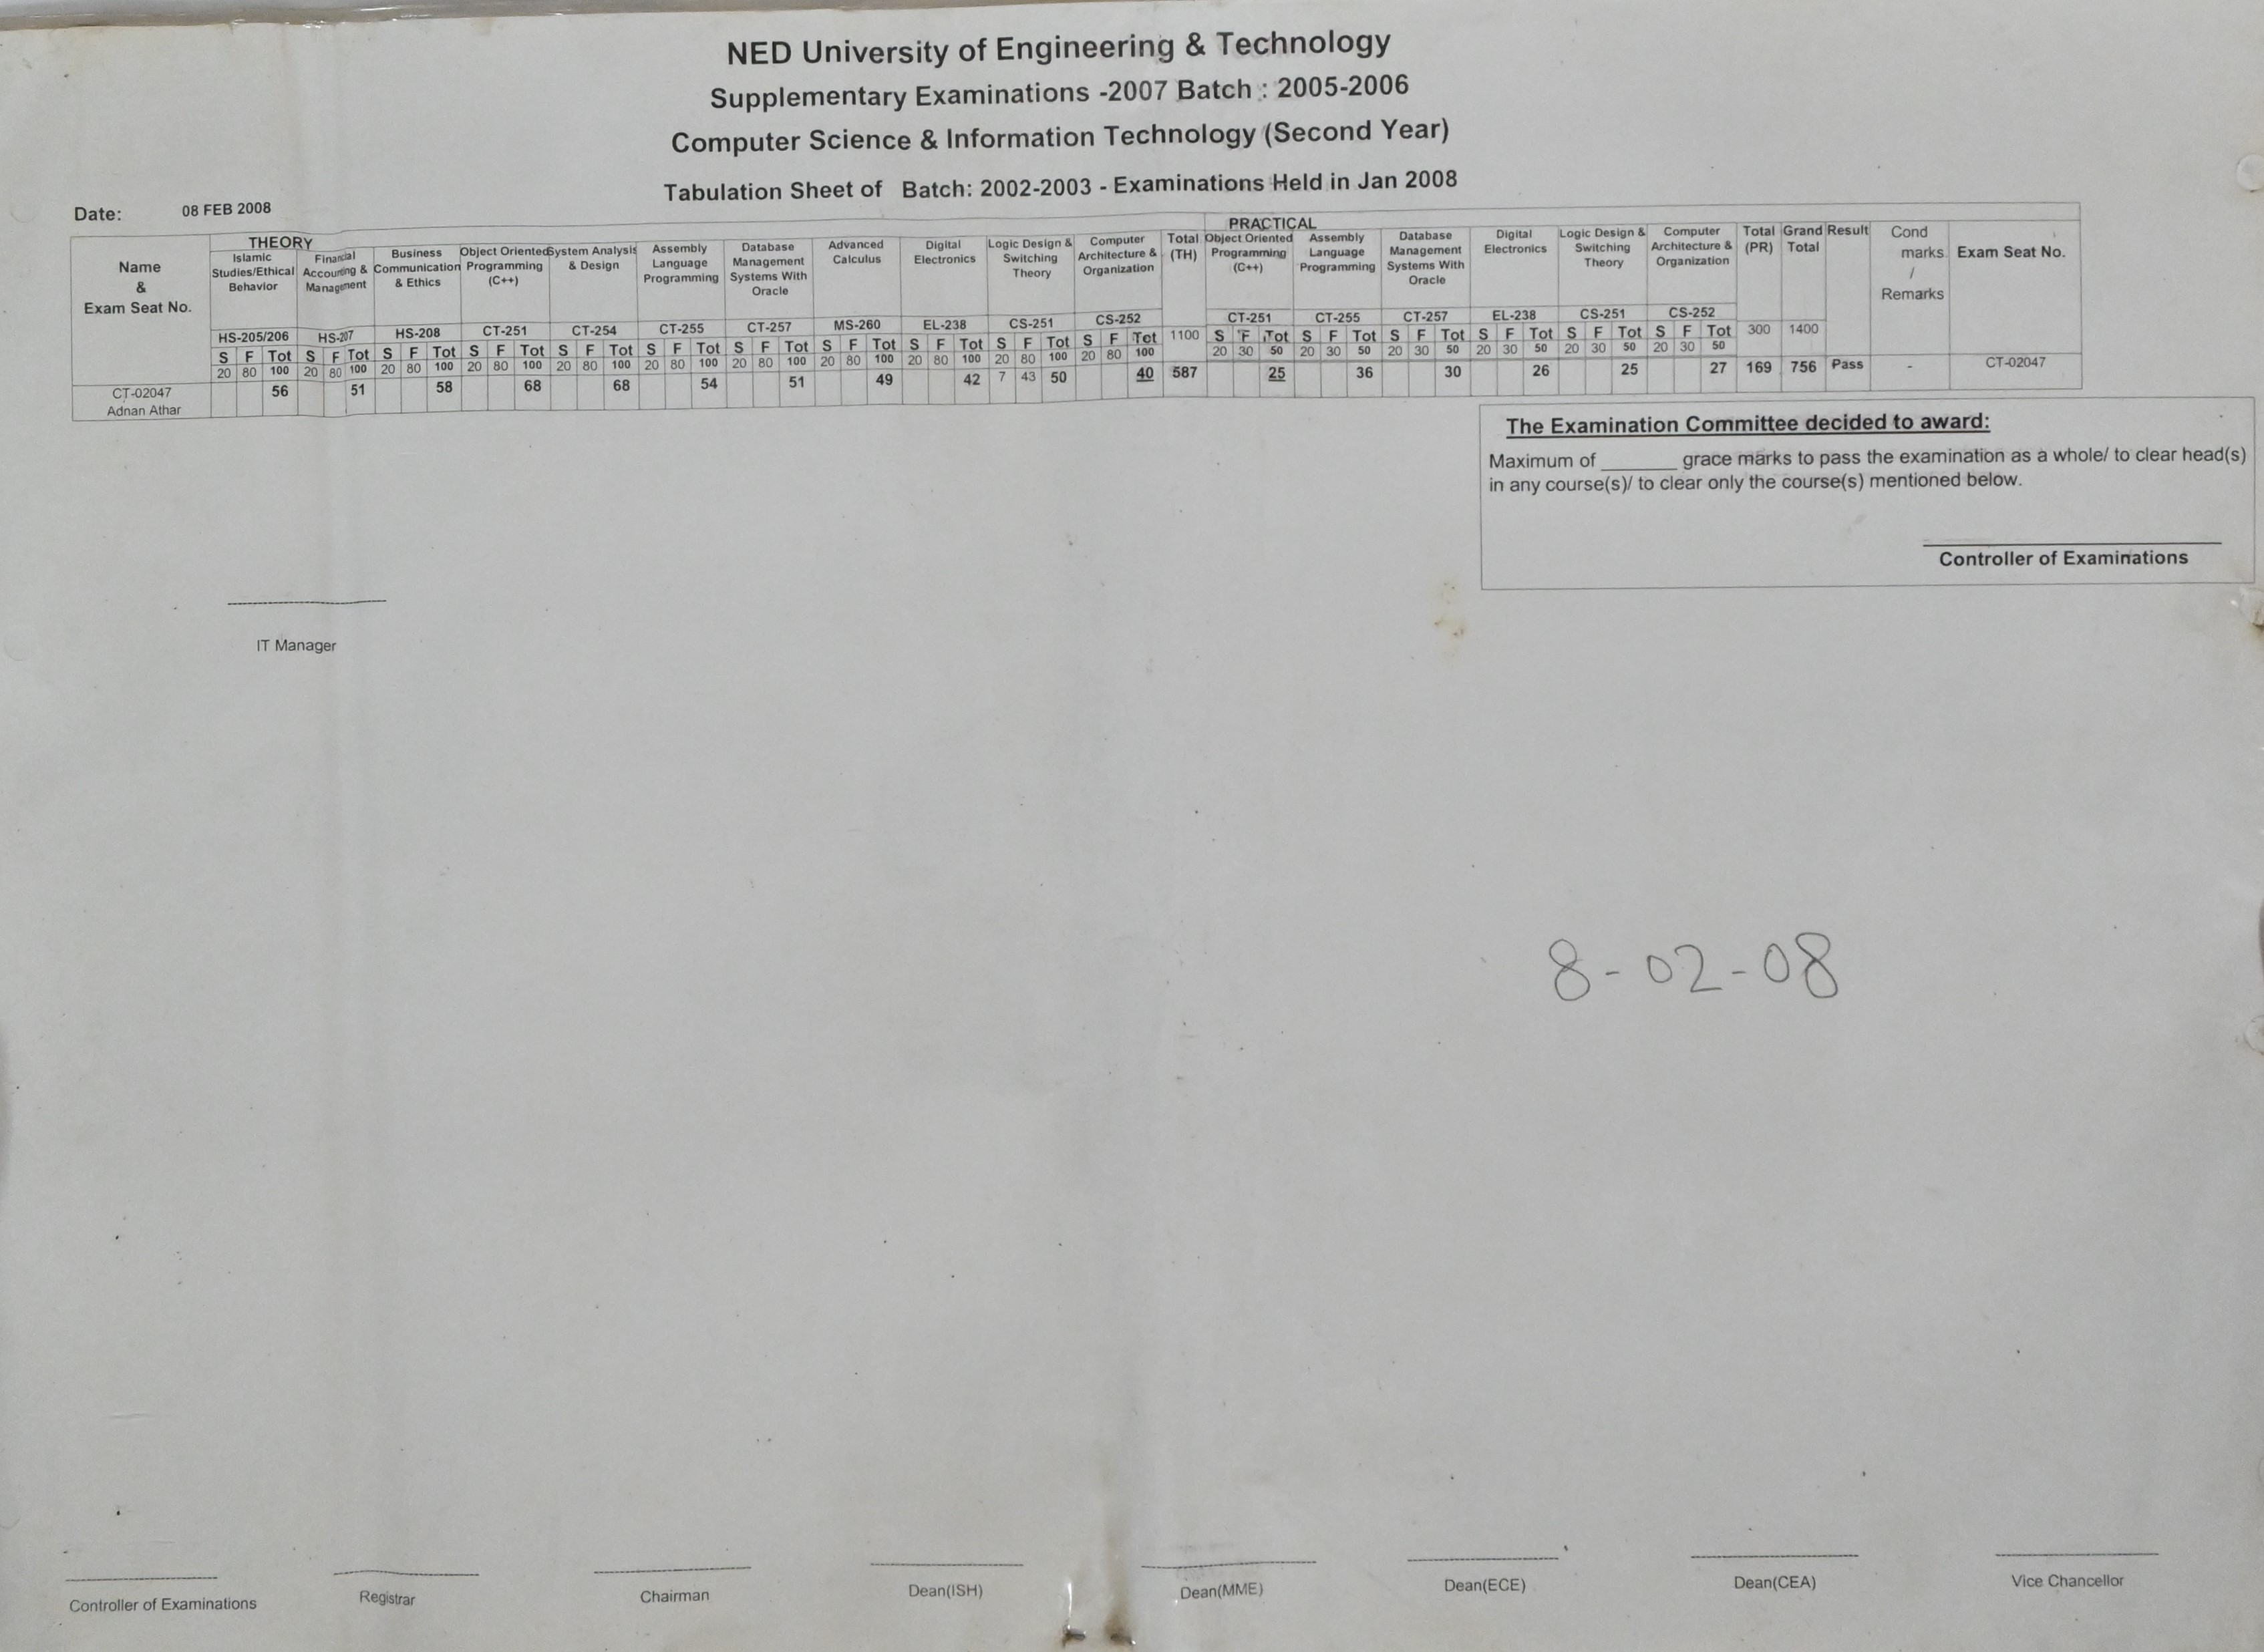 NED University of Engineering & Technology
Supplementary Examinations -2007 Batch : 2005-2006
Computer Science & Information Technology (Second Year)
Tabulation Sheet of Batch: 2002-2003 - Examinations Held in Jan 2008
Date: 08 FEB 2008
Name & Exam Seat No.
THEORY
Islamic Studies/Ethical Behavior
Financial Accounting & Management
Business Communication & Ethics
Object Oriented Programming (C++)
System Analysis & Design
Assembly Language Programming
Database Management Systems With Oracle
Advanced Calculus
Digital Electronics
Logic Design & Switching Theory
Computer Architecture & Organization
Total (TH)
PRACTICAL
Object Oriented Programming (C++)
Assembly Language Programming
Database Management Systems With Oracle
Digital Electronics
Logic Design & Switching Theory
Computer Architecture & Organization
Total (PR)
Grand Total
Result
Cond marks / Remarks
Exam Seat No.
HS-205/206 HS-207 HS-208 CT-251 CT-254 CT-255 CT-257 MS-260 EL-238 CS-251 CS-252 CT-251 CT-255 CT-257 EL-238 CS-251 CS-252
S F Tot S F Tot S F Tot S F Tot S F Tot S F Tot S F Tot S F Tot S F Tot S F Tot S F Tot 1100 S F Tot S F Tot S F Tot S F Tot S F Tot S F Tot 300 1400
20 80 100 20 80 100 20 80 100 20 80 100 20 80 100 20 80 100 20 80 100 20 80 100 20 80 100 20 80 100 20 80 100 20 30 50 20 30 50 20 30 50 20 30 50 20 30 50 20 30 50
CT-02047 56 51 58 68 68 54 51 49 42 7 43 50 40 587 25 36 30 26 25 27 169 756 Pass - CT-02047
Adnan Athar
The Examination Committee decided to award:
Maximum of ________ grace marks to pass the examination as a whole/ to clear head(s)
in any course(s)/ to clear only the course(s) mentioned below.
Controller of Examinations
IT Manager
8-02-08
Controller of Examinations Registrar Chairman Dean(ISH) Dean(MME) Dean(ECE) Dean(CEA) Vice Chancellor